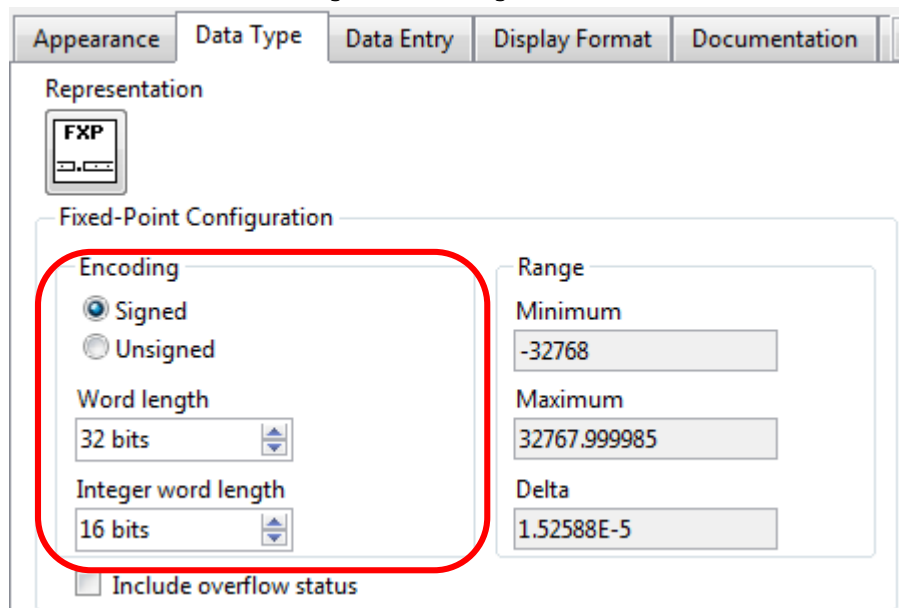 Appearance
Data Type
Data Entry
Display Format
Documentation
Representation
FXP
Fixed-Point Configuration
Encoding
Signed
Unsigned
Word length
32 bits
Integer word length
16 bits
Include overflow status
Range
Minimum
-32768
Maximum
32767.999985
Delta
1.52588E-5